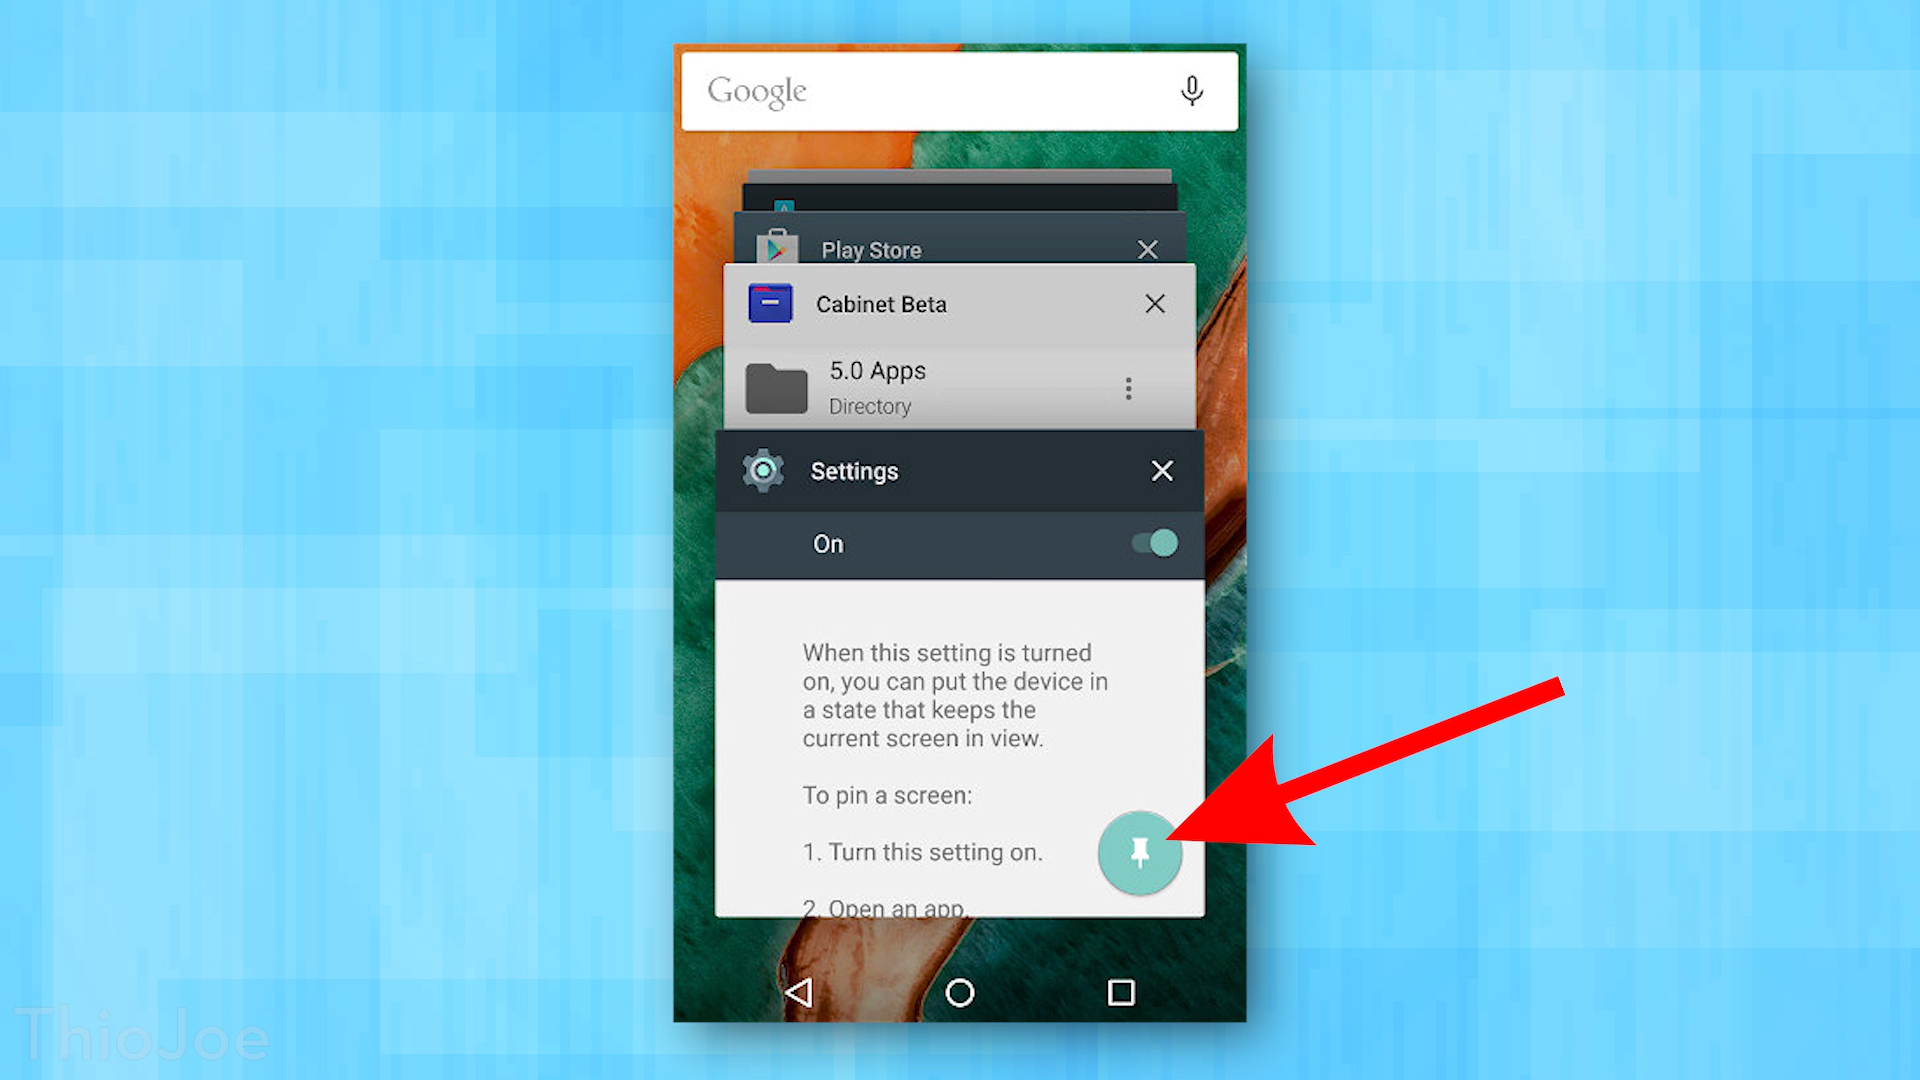 Google
Play Store
Cabinet Beta
5.0 Apps
Directory
Settings
On
When this setting is turned
on, you can put the device in
a state that keeps the
current screen in view.
To pin a screen:
1. Turn this setting on.
2. Open an app.
ThioJoe